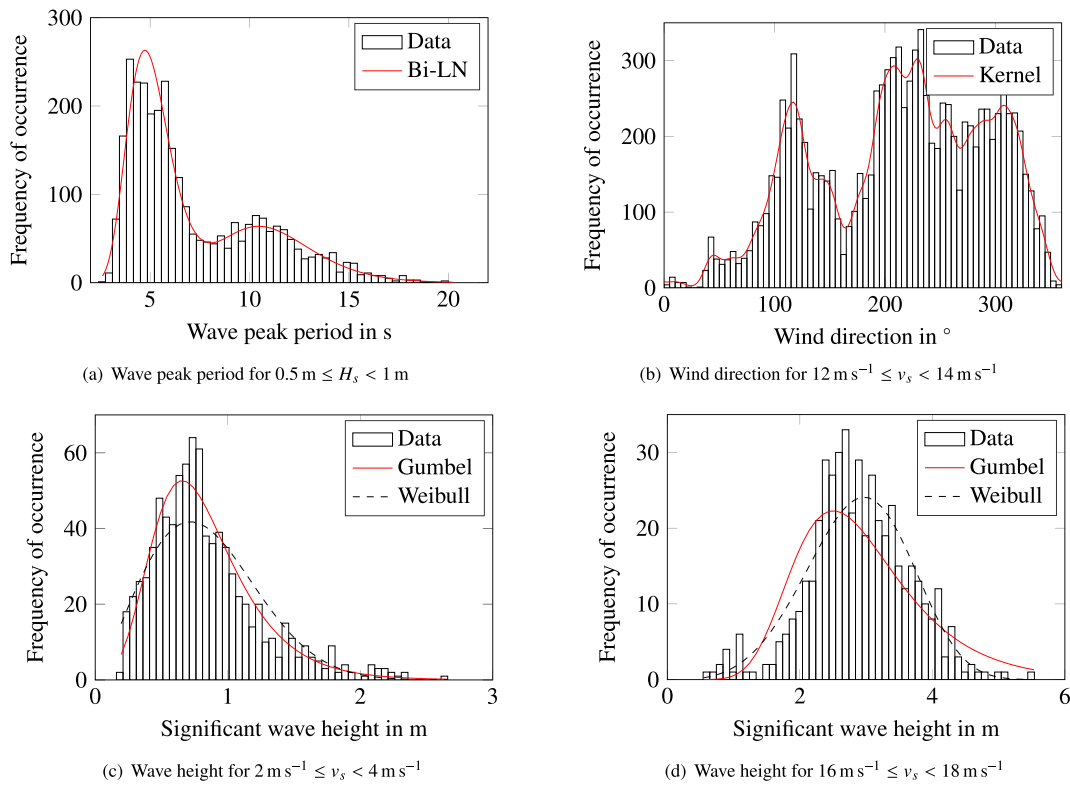 300
200
100
0
5
10
15
20
Frequency of occurrence
Wave peak period in s
Data
Bi-LN
(a) Wave peak period for 0.5 m ≤ H_s < 1 m
300
200
100
0
0
100
200
300
Frequency of occurrence
Wind direction in °
Data
Kernel
(b) Wind direction for 12 m s⁻¹ ≤ v_s < 14 m s⁻¹
60
40
20
0
0
1
2
3
Frequency of occurrence
Significant wave height in m
Data
Gumbel
Weibull
(c) Wave height for 2 m s⁻¹ ≤ v_s < 4 m s⁻¹
30
20
10
0
0
2
4
6
Frequency of occurrence
Significant wave height in m
Data
Gumbel
Weibull
(d) Wave height for 16 m s⁻¹ ≤ v_s < 18 m s⁻¹